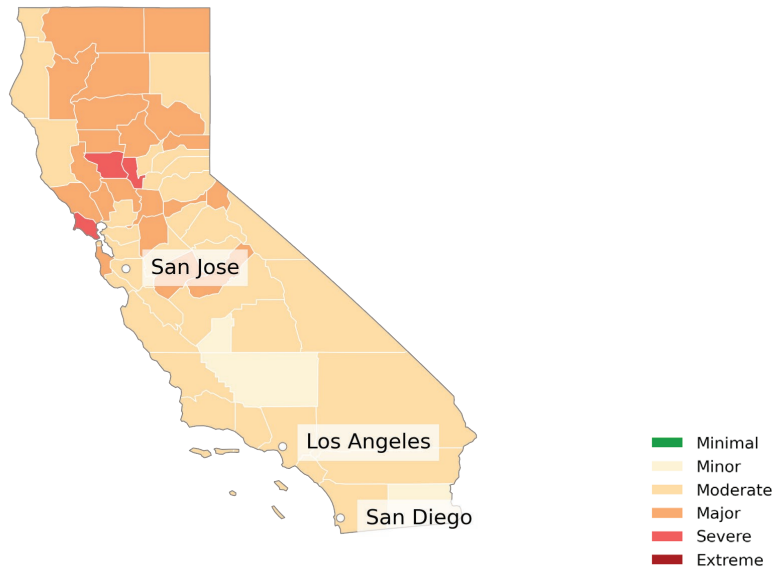 San Jose
Los Angeles
San Diego
Minimal
Minor
Moderate
Major
Severe
Extreme